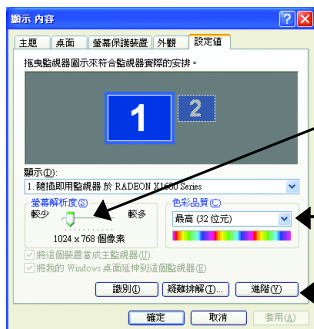 顯示 內容
主題 桌面 螢幕保護裝置 外觀 設定值
拖曳監視器圖示來符合監視器實際的安排。
1 2
顯示(D):
1. 隨插即用監視器 於 RADEON X1600 Series
螢幕解析度(S) 色彩品質(C)
較少 較多 最高 (32 位元)
1024 x 768 個像素
將這個裝置當成主監視器(U)
將我的 Windows 桌面延伸到這個監視器(E)
識別(I) 疑難排解(T)... 進階(V)
確定 取消 套用(A)